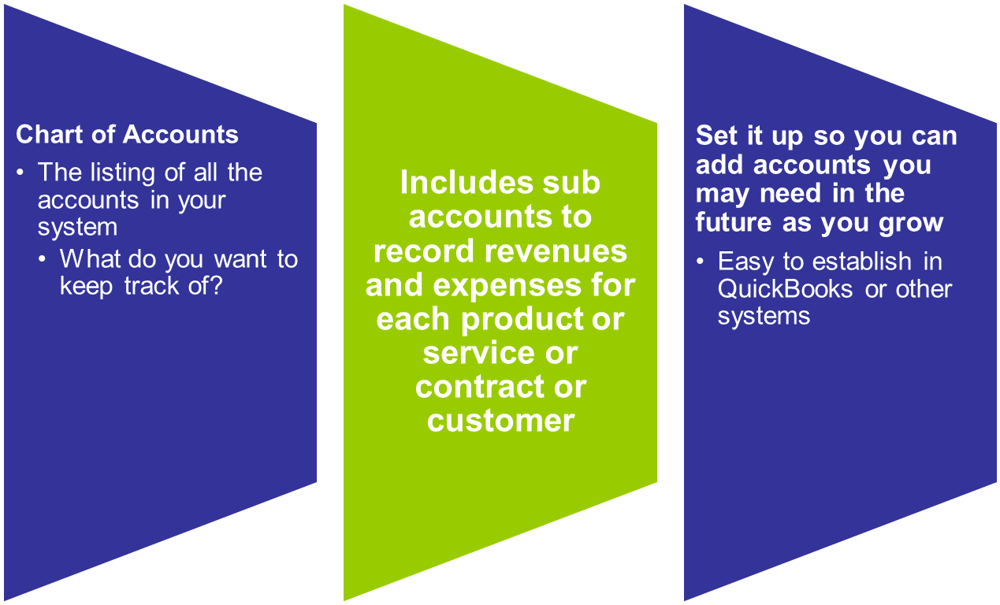 Chart of Accounts
• The listing of all the
accounts in your
system
• What do you want to
keep track of?
Includes sub
accounts to
record revenues
and expenses for
each product or
service or
contract or
customer
Set it up so you can
add accounts you
may need in the
future as you grow
• Easy to establish in
QuickBooks or other
systems